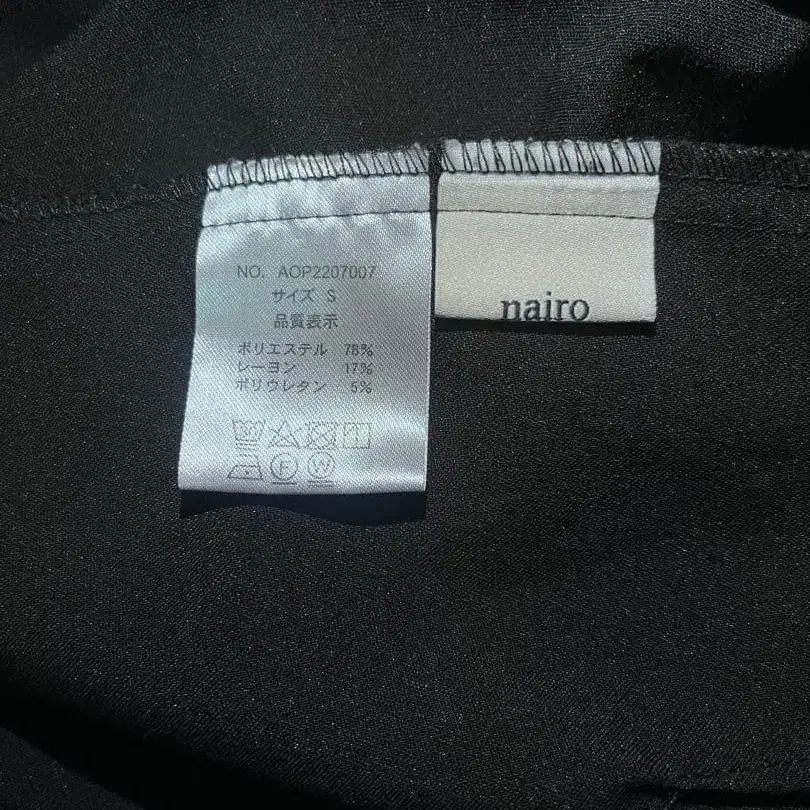 NO. AOP2207007
サイズ S
品質表示
ポリエステル 78%
レーヨン 17%
ポリウレタン 5%
F W
nairo